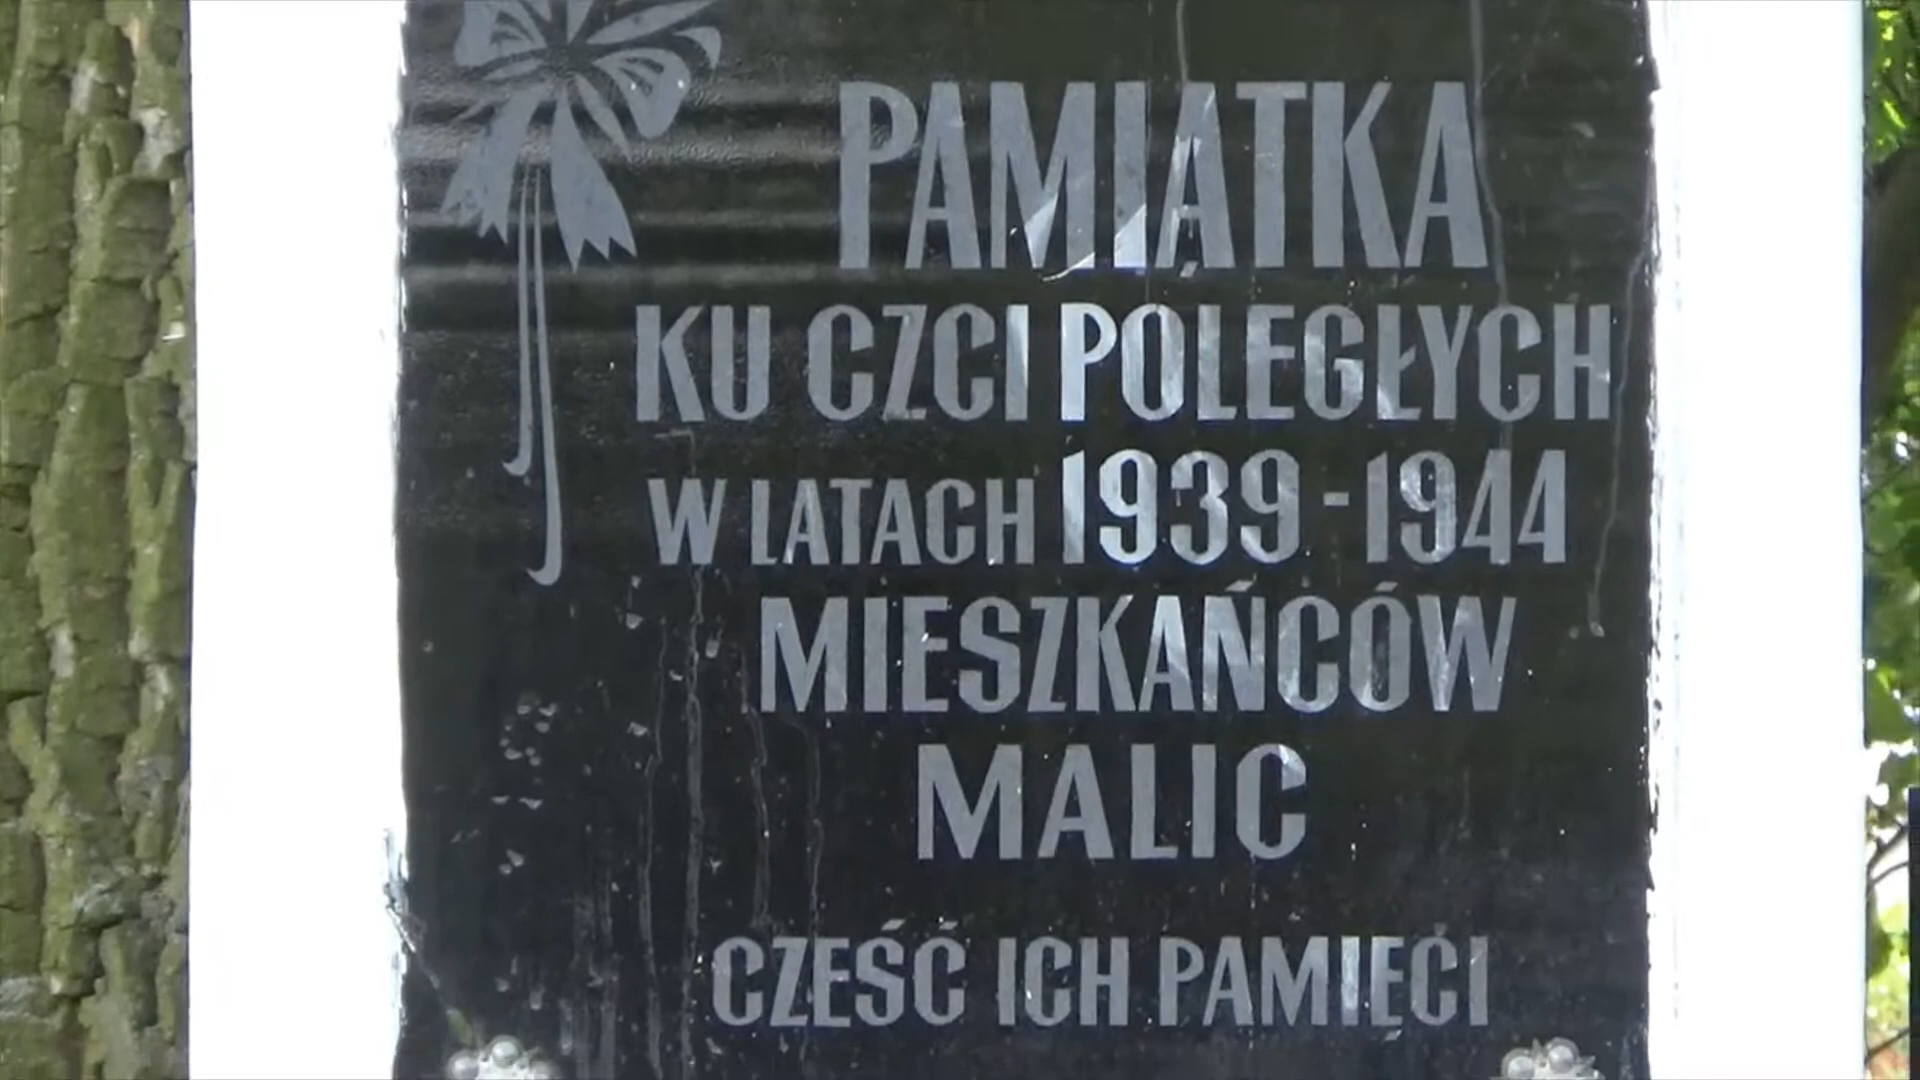 PAMIĄTKA
KU CZCI POLEGŁYCH
W LATACH 1939-1944
MIESZKAŃCÓW
MALIC
CZEŚĆ ICH PAMIĘCI